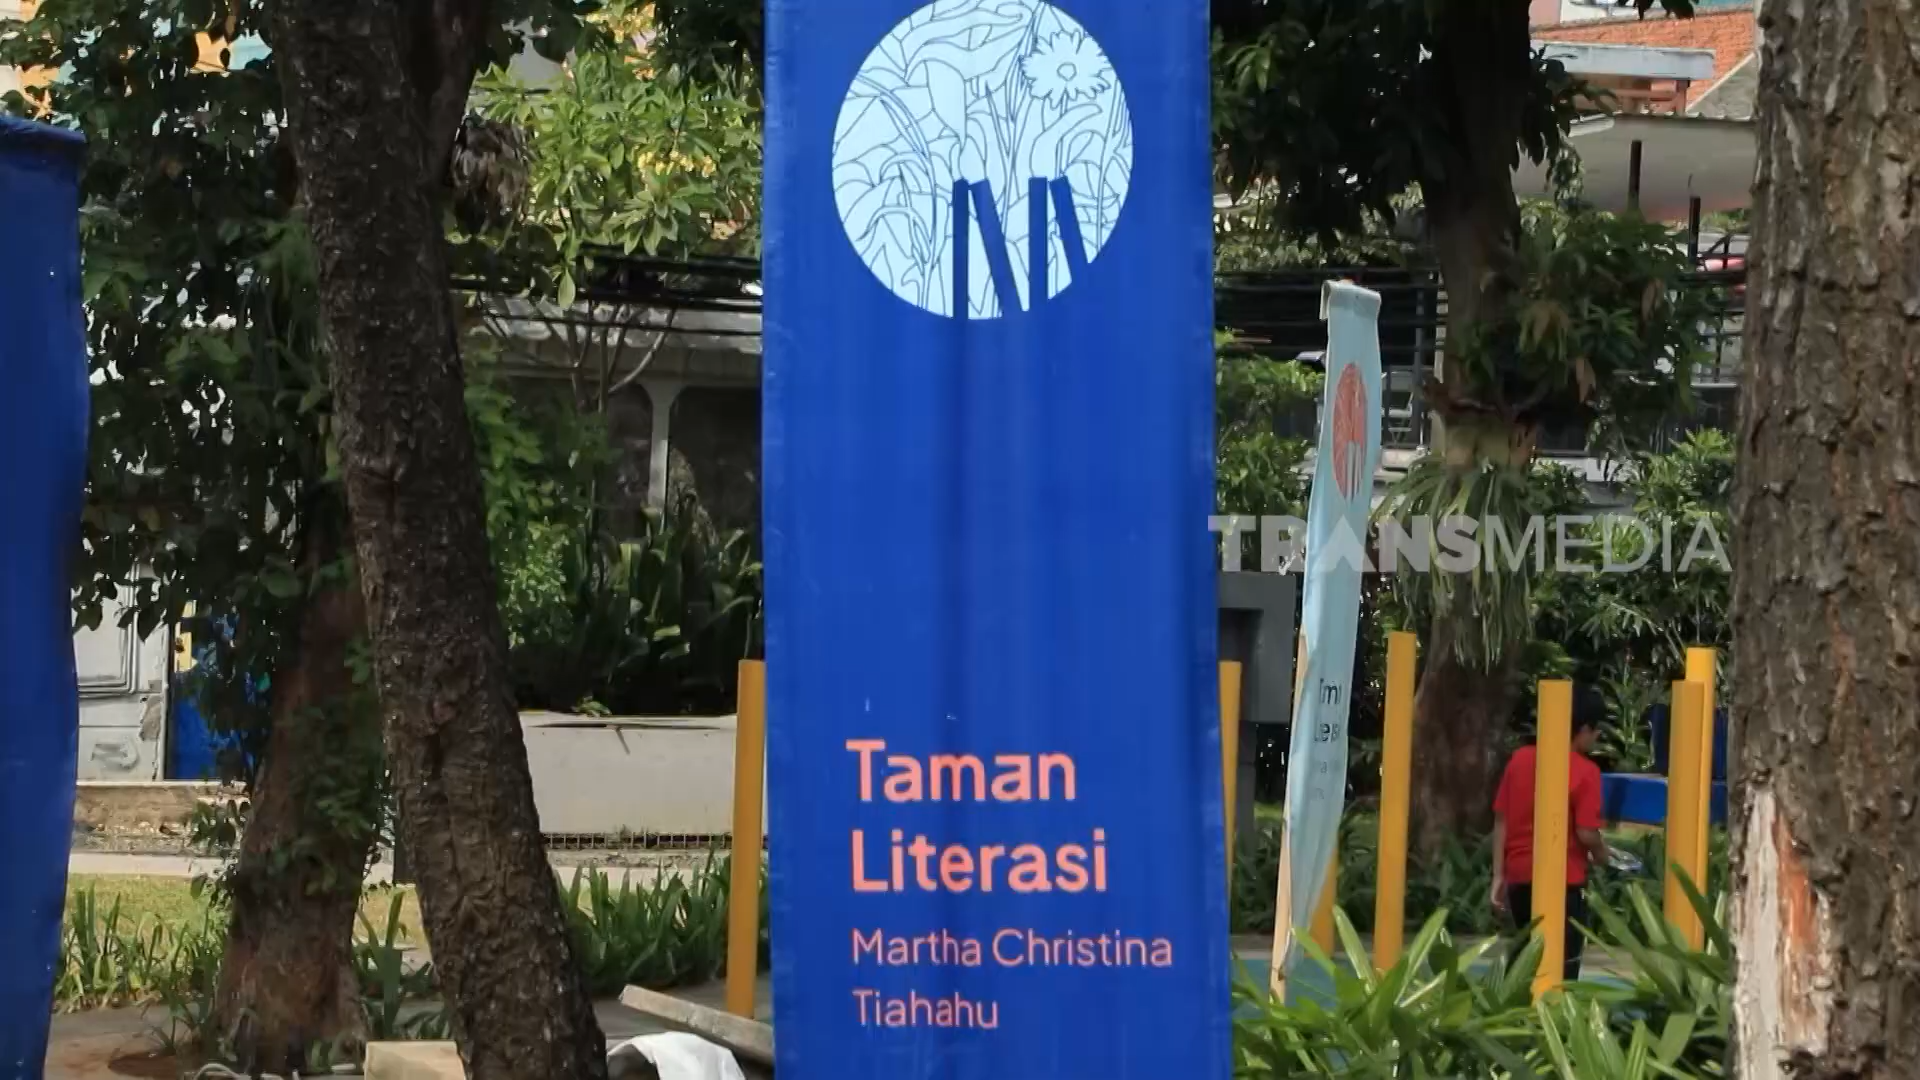 Taman
Literasi
Martha Christina
Tiahahu
TRANSMEDIA